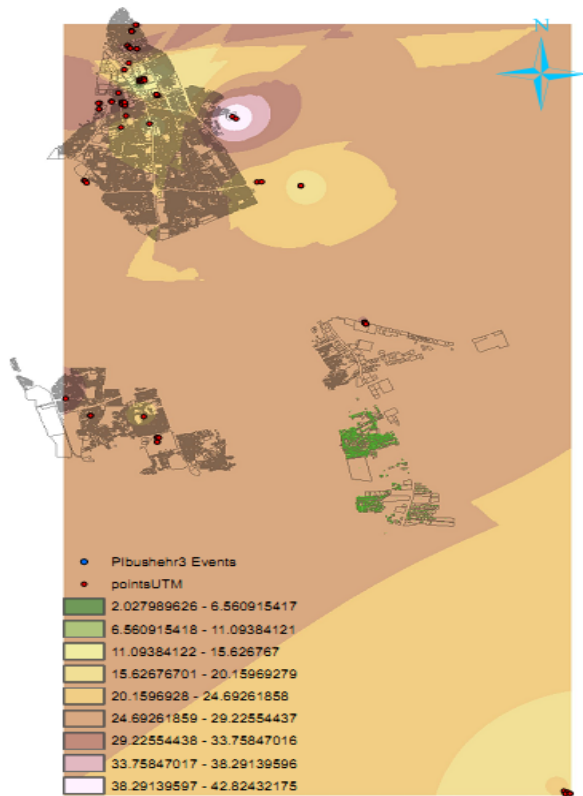 N
PIbushehr3 Events
pointsUTM
2.027989626 - 6.560915417
6.560915418 - 11.09384121
11.09384122 - 15.626767
15.62676701 - 20.15969279
20.1596928 - 24.69261858
24.69261859 - 29.22554437
29.22554438 - 33.75847016
33.75847017 - 38.29139596
38.29139597 - 42.82432175